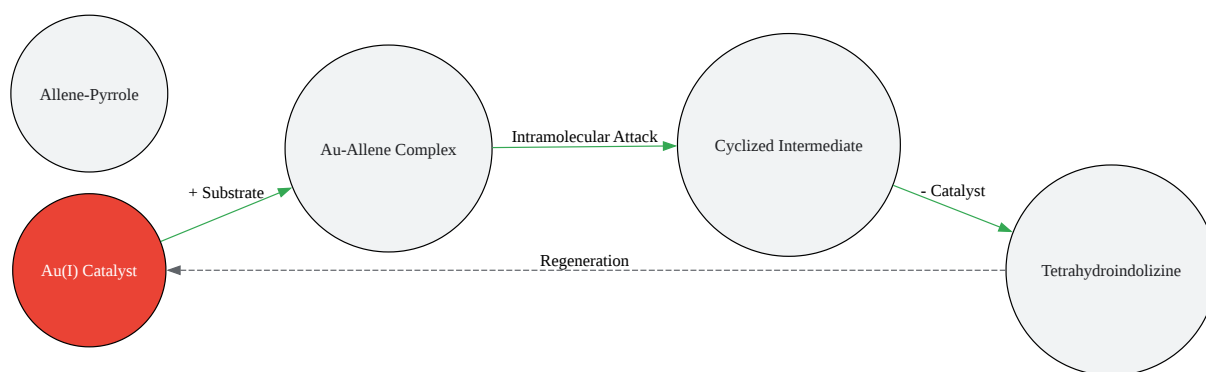 Allene-Pyrrole
Au-Allene Complex
Intramolecular Attack
Cyclized Intermediate
+ Substrate
- Catalyst
Au(I) Catalyst
Regeneration
Tetrahydroindolizine